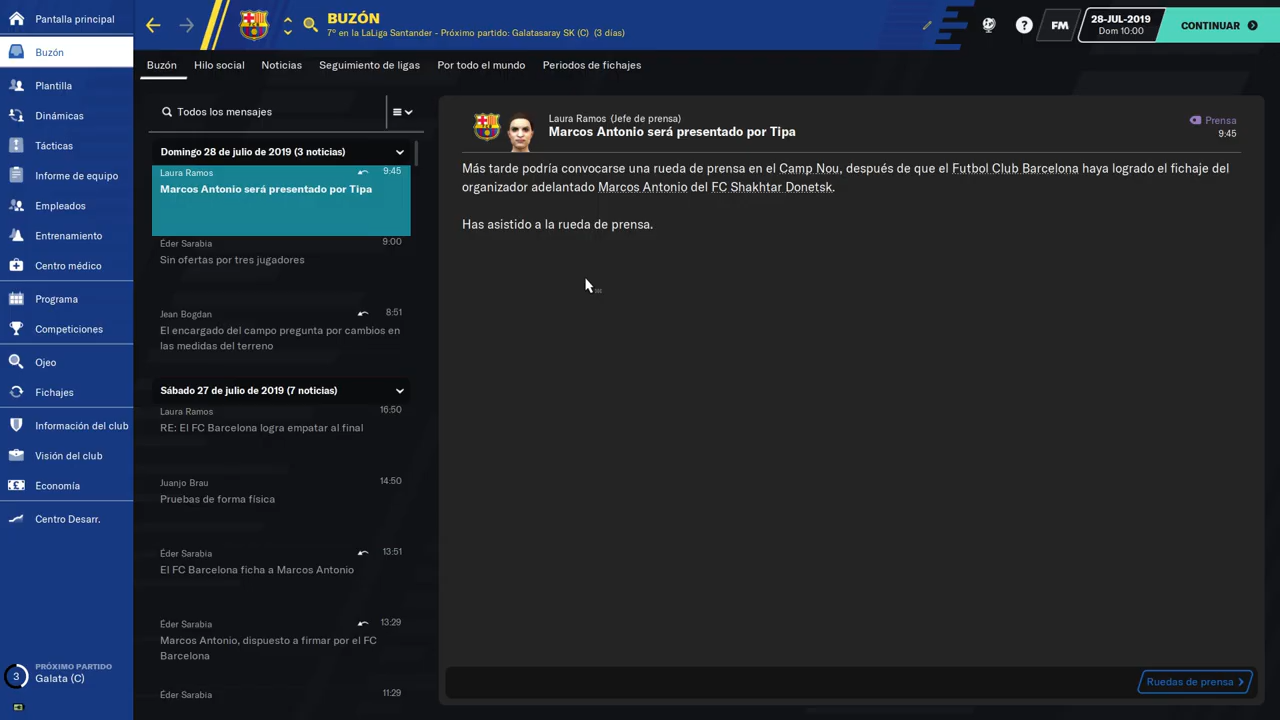 Pantalla principal
Buzón
Plantilla
Dinámicas
Tácticas
Informe de equipo
Empleados
Entrenamiento
Centro médico
Programa
Competiciones
Ojeo
Fichajes
Información del club
Visión del club
Economía
Centro Desarr.
3
PRÓXIMO PARTIDO
Galata (C)
BUZÓN
7º en la LaLiga Santander - Próximo partido: Galatasaray SK (C) (3 días)
?
FM
28-JUL-2019
Dom 10:00
CONTINUAR
Buzón Hilo social Noticias Seguimiento de ligas Por todo el mundo Periodos de fichajes
Todos los mensajes
Domingo 28 de julio de 2019 (3 noticias)
Laura Ramos 9:45
Marcos Antonio será presentado por Tipa
Éder Sarabia 9:00
Sin ofertas por tres jugadores
Jean Bogdan 8:51
El encargado del campo pregunta por cambios en
las medidas del terreno
Sábado 27 de julio de 2019 (7 noticias)
Laura Ramos 16:50
RE: El FC Barcelona logra empatar al final
Juanjo Brau 14:50
Pruebas de forma física
Éder Sarabia 13:51
El FC Barcelona ficha a Marcos Antonio
Éder Sarabia 13:29
Marcos Antonio, dispuesto a firmar por el FC
Barcelona
Éder Sarabia 11:29
Laura Ramos (Jefe de prensa)
Marcos Antonio será presentado por Tipa
Prensa
9:45
Más tarde podría convocarse una rueda de prensa en el Camp Nou, después de que el Futbol Club Barcelona haya logrado el fichaje del
organizador adelantado Marcos Antonio del FC Shakhtar Donetsk.
Has asistido a la rueda de prensa.
Ruedas de prensa